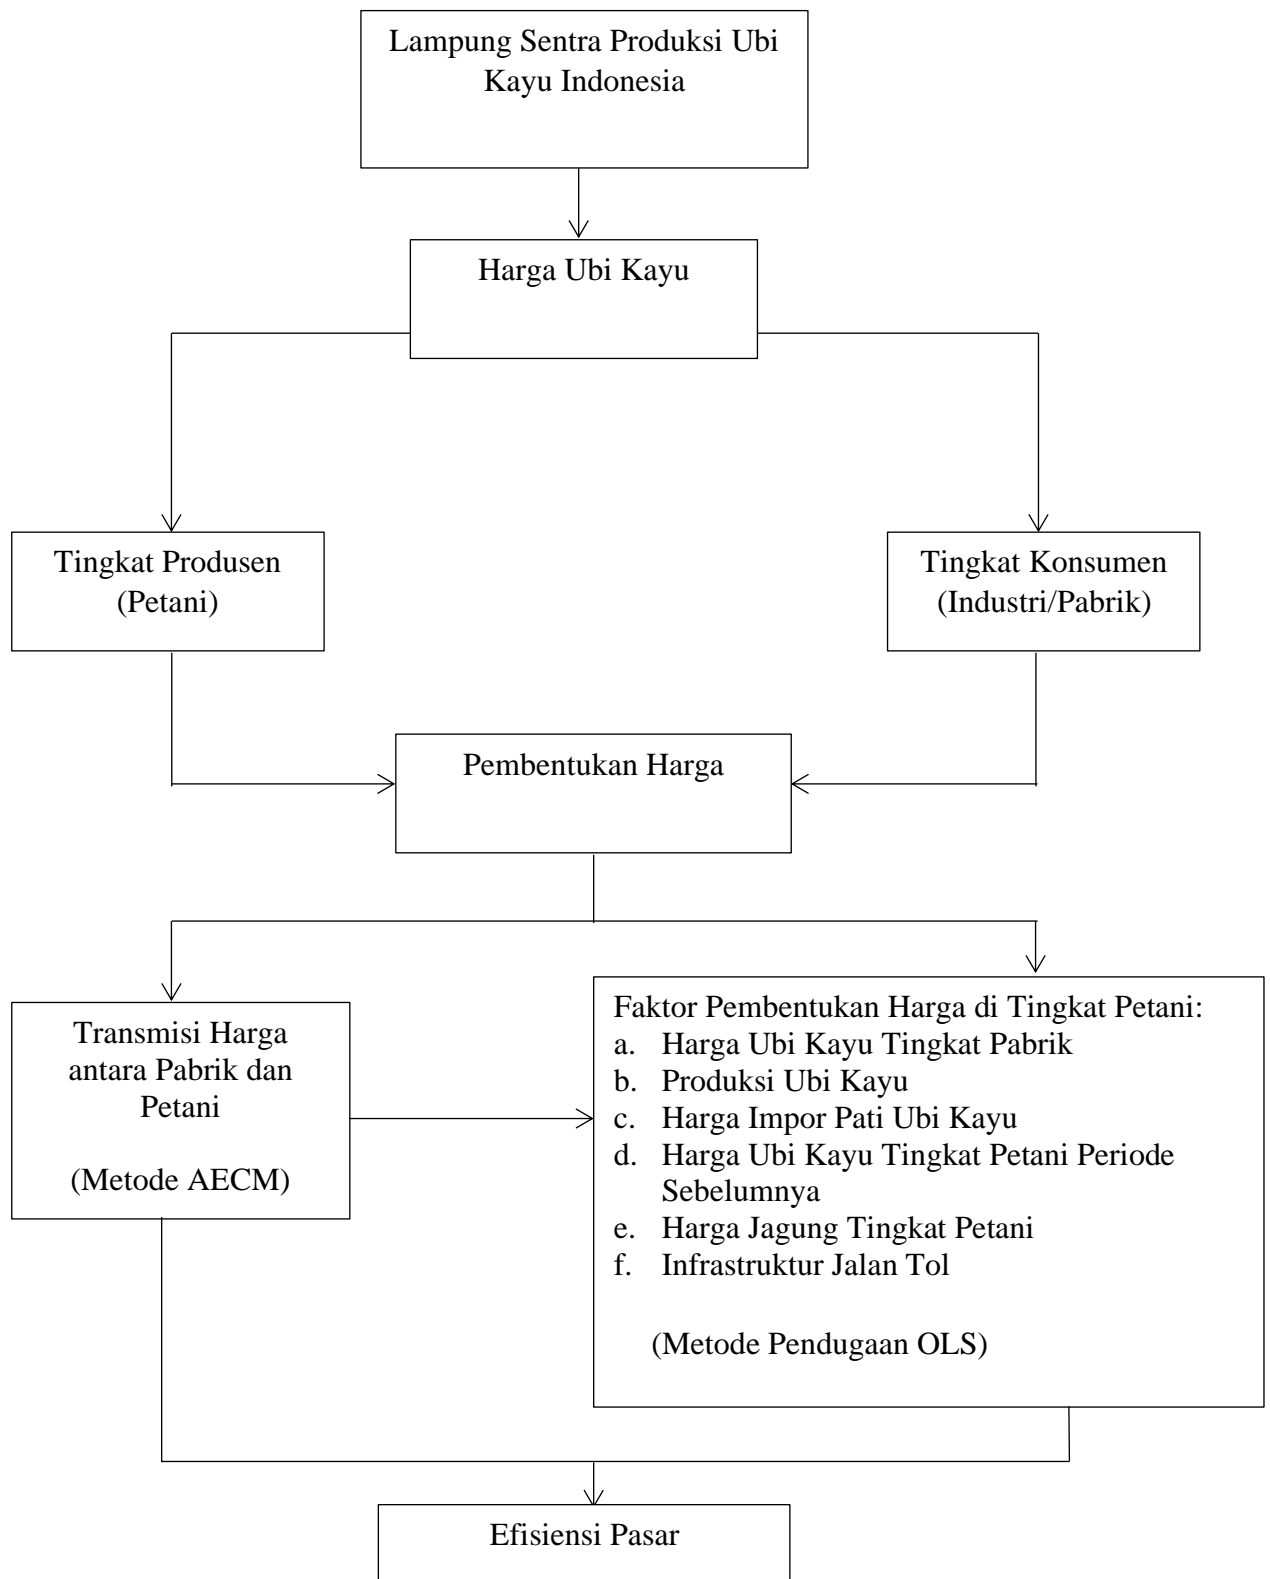 Lampung Sentra Produksi Ubi
Kayu Indonesia
Harga Ubi Kayu
Tingkat Produsen
(Petani)
Tingkat Konsumen
(Industri/Pabrik)
Pembentukan Harga
Transmisi Harga
antara Pabrik dan
Petani
(Metode AECM)
Faktor Pembentukan Harga di Tingkat Petani:
a. Harga Ubi Kayu Tingkat Pabrik
b. Produksi Ubi Kayu
c. Harga Impor Pati Ubi Kayu
d. Harga Ubi Kayu Tingkat Petani Periode
Sebelumnya
e. Harga Jagung Tingkat Petani
f. Infrastruktur Jalan Tol
(Metode Pendugaan OLS)
Efisiensi Pasar